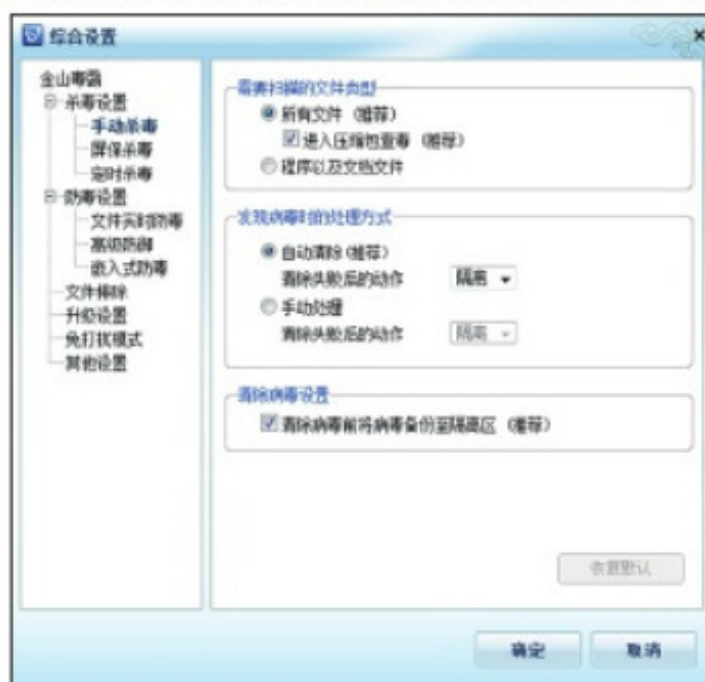 综合设置
金山毒霸
杀毒设置
手动杀毒
屏保杀毒
定时杀毒
防毒设置
文件实时防毒
高级防御
嵌入式防毒
文件排除
升级设置
免打扰模式
其他设置
需要扫描的文件类型
所有文件（推荐）
进入压缩包查毒（推荐）
程序以及文档文件
发现病毒时的处理方式
自动清除(推荐)
清除失败后的动作 隔离
手动处理
清除失败后的动作 隔离
清除病毒设置
清除病毒前将病毒备份至隔离区（推荐）
恢复默认
确定 取消